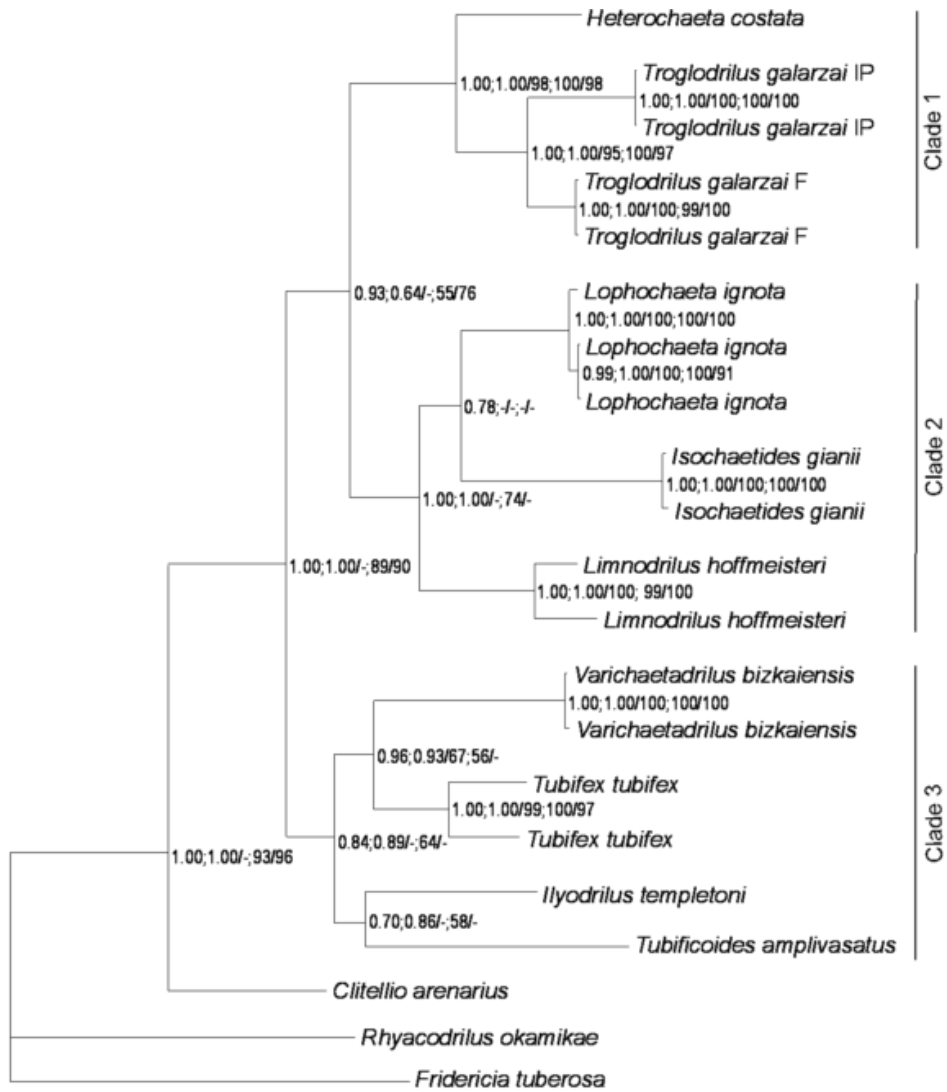 Heterochaeta costata
Troglodrilus galarzai IP
1.00;1.00/98;100/98
1.00;1.00/100;100/100
Troglodrilus galarzai IP
Clade 1
1.00;1.00/95;100/97
Troglodrilus galarzai F
1.00;1.00/100;99/100
Troglodrilus galarzai F
0.93;0.64/-;55/76
Lophochaeta ignota
1.00;1.00/100;100/100
Lophochaeta ignota
0.99;1.00/100;100/91
Lophochaeta ignota
0.78;-/-;-/-
Clade 2
Isochaetides gianii
1.00;1.00/100;100/100
1.00;1.00/-;74/-
Isochaetides gianii
1.00;1.00/-;89/90
Limnodrilus hoffmeisteri
1.00;1.00/100; 99/100
Limnodrilus hoffmeisteri
Varichaetadrilus bizkaiensis
1.00;1.00/100;100/100
Varichaetadrilus bizkaiensis
0.96;0.93/67;56/-
Tubifex tubifex
1.00;1.00/99;100/97
Clade 3
Tubifex tubifex
0.84;0.89/-;64/-
1.00;1.00/-;93/96
Ilyodrilus templetoni
0.70;0.86/-;58/-
Tubificoides amplivasatus
Clitellio arenarius
Rhyacodrilus okamikae
Fridericia tuberosa